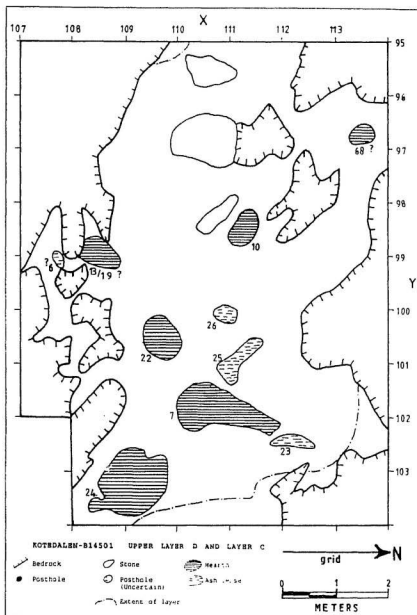 X
107 108 109 110 111 112 113
95
96
97
98
99
100
101
102
103
Y
68 ?
10
? 6
13/19 ?
26
22
25
7
23
24
KOTEDALEN-B14501 UPPER LAYER D AND LAYER C
Bedrock Stone Hearth
Posthole Posthole (Uncertain) Ash
Extent of layer
grid N
0 1 2
METERS